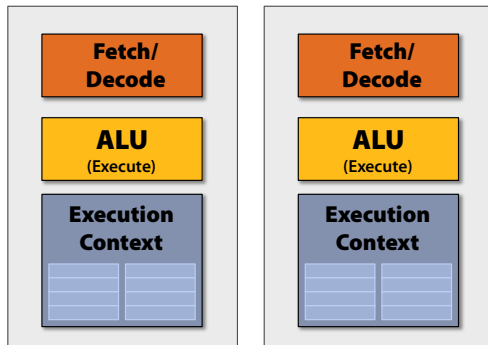 Fetch/
Decode
ALU
(Execute)
Execution
Context
Fetch/
Decode
ALU
(Execute)
Execution
Context